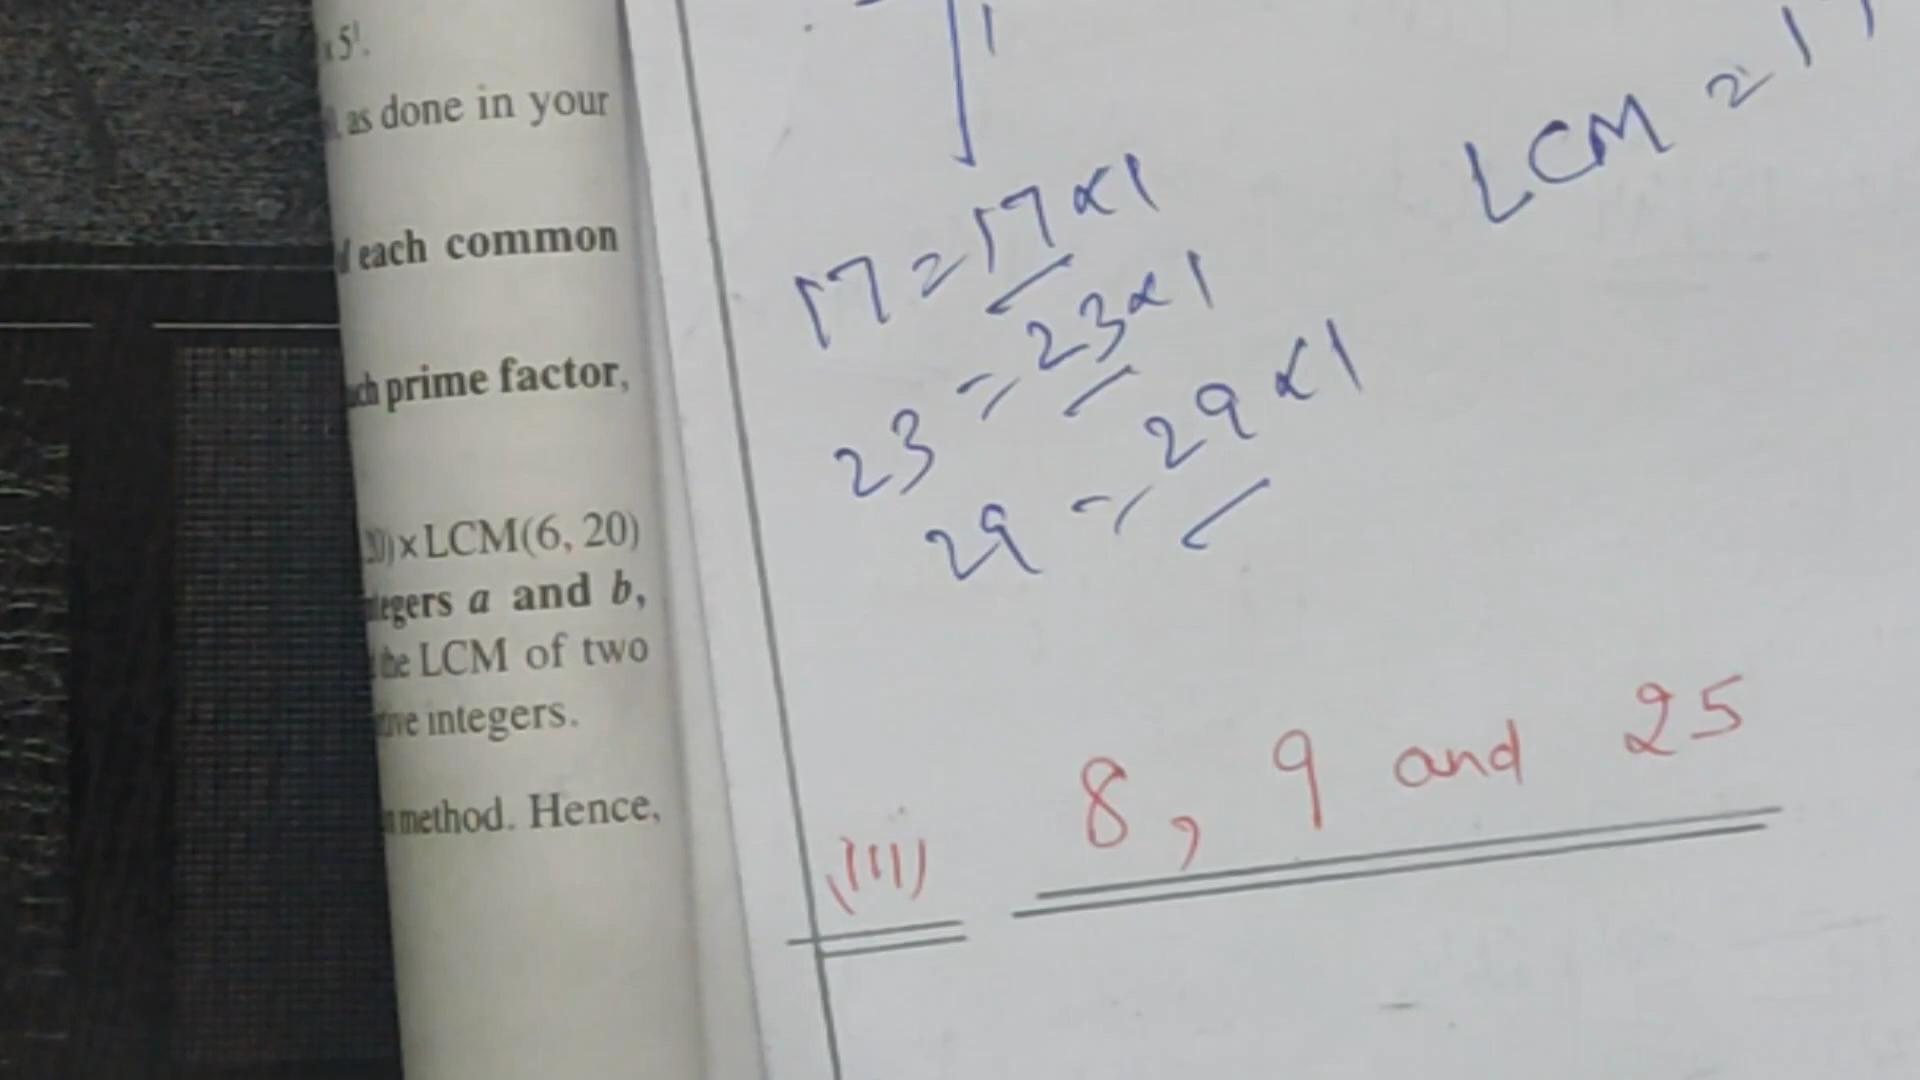 5¹.
as done in your
each common
prime factor,
× LCM(6, 20)
a and b,
LCM of two
integers.
method. Hence,
1
LCM = 17
17 = 17×1
23 = 23×1
29 = 29×1
(III) 8, 9 and 25